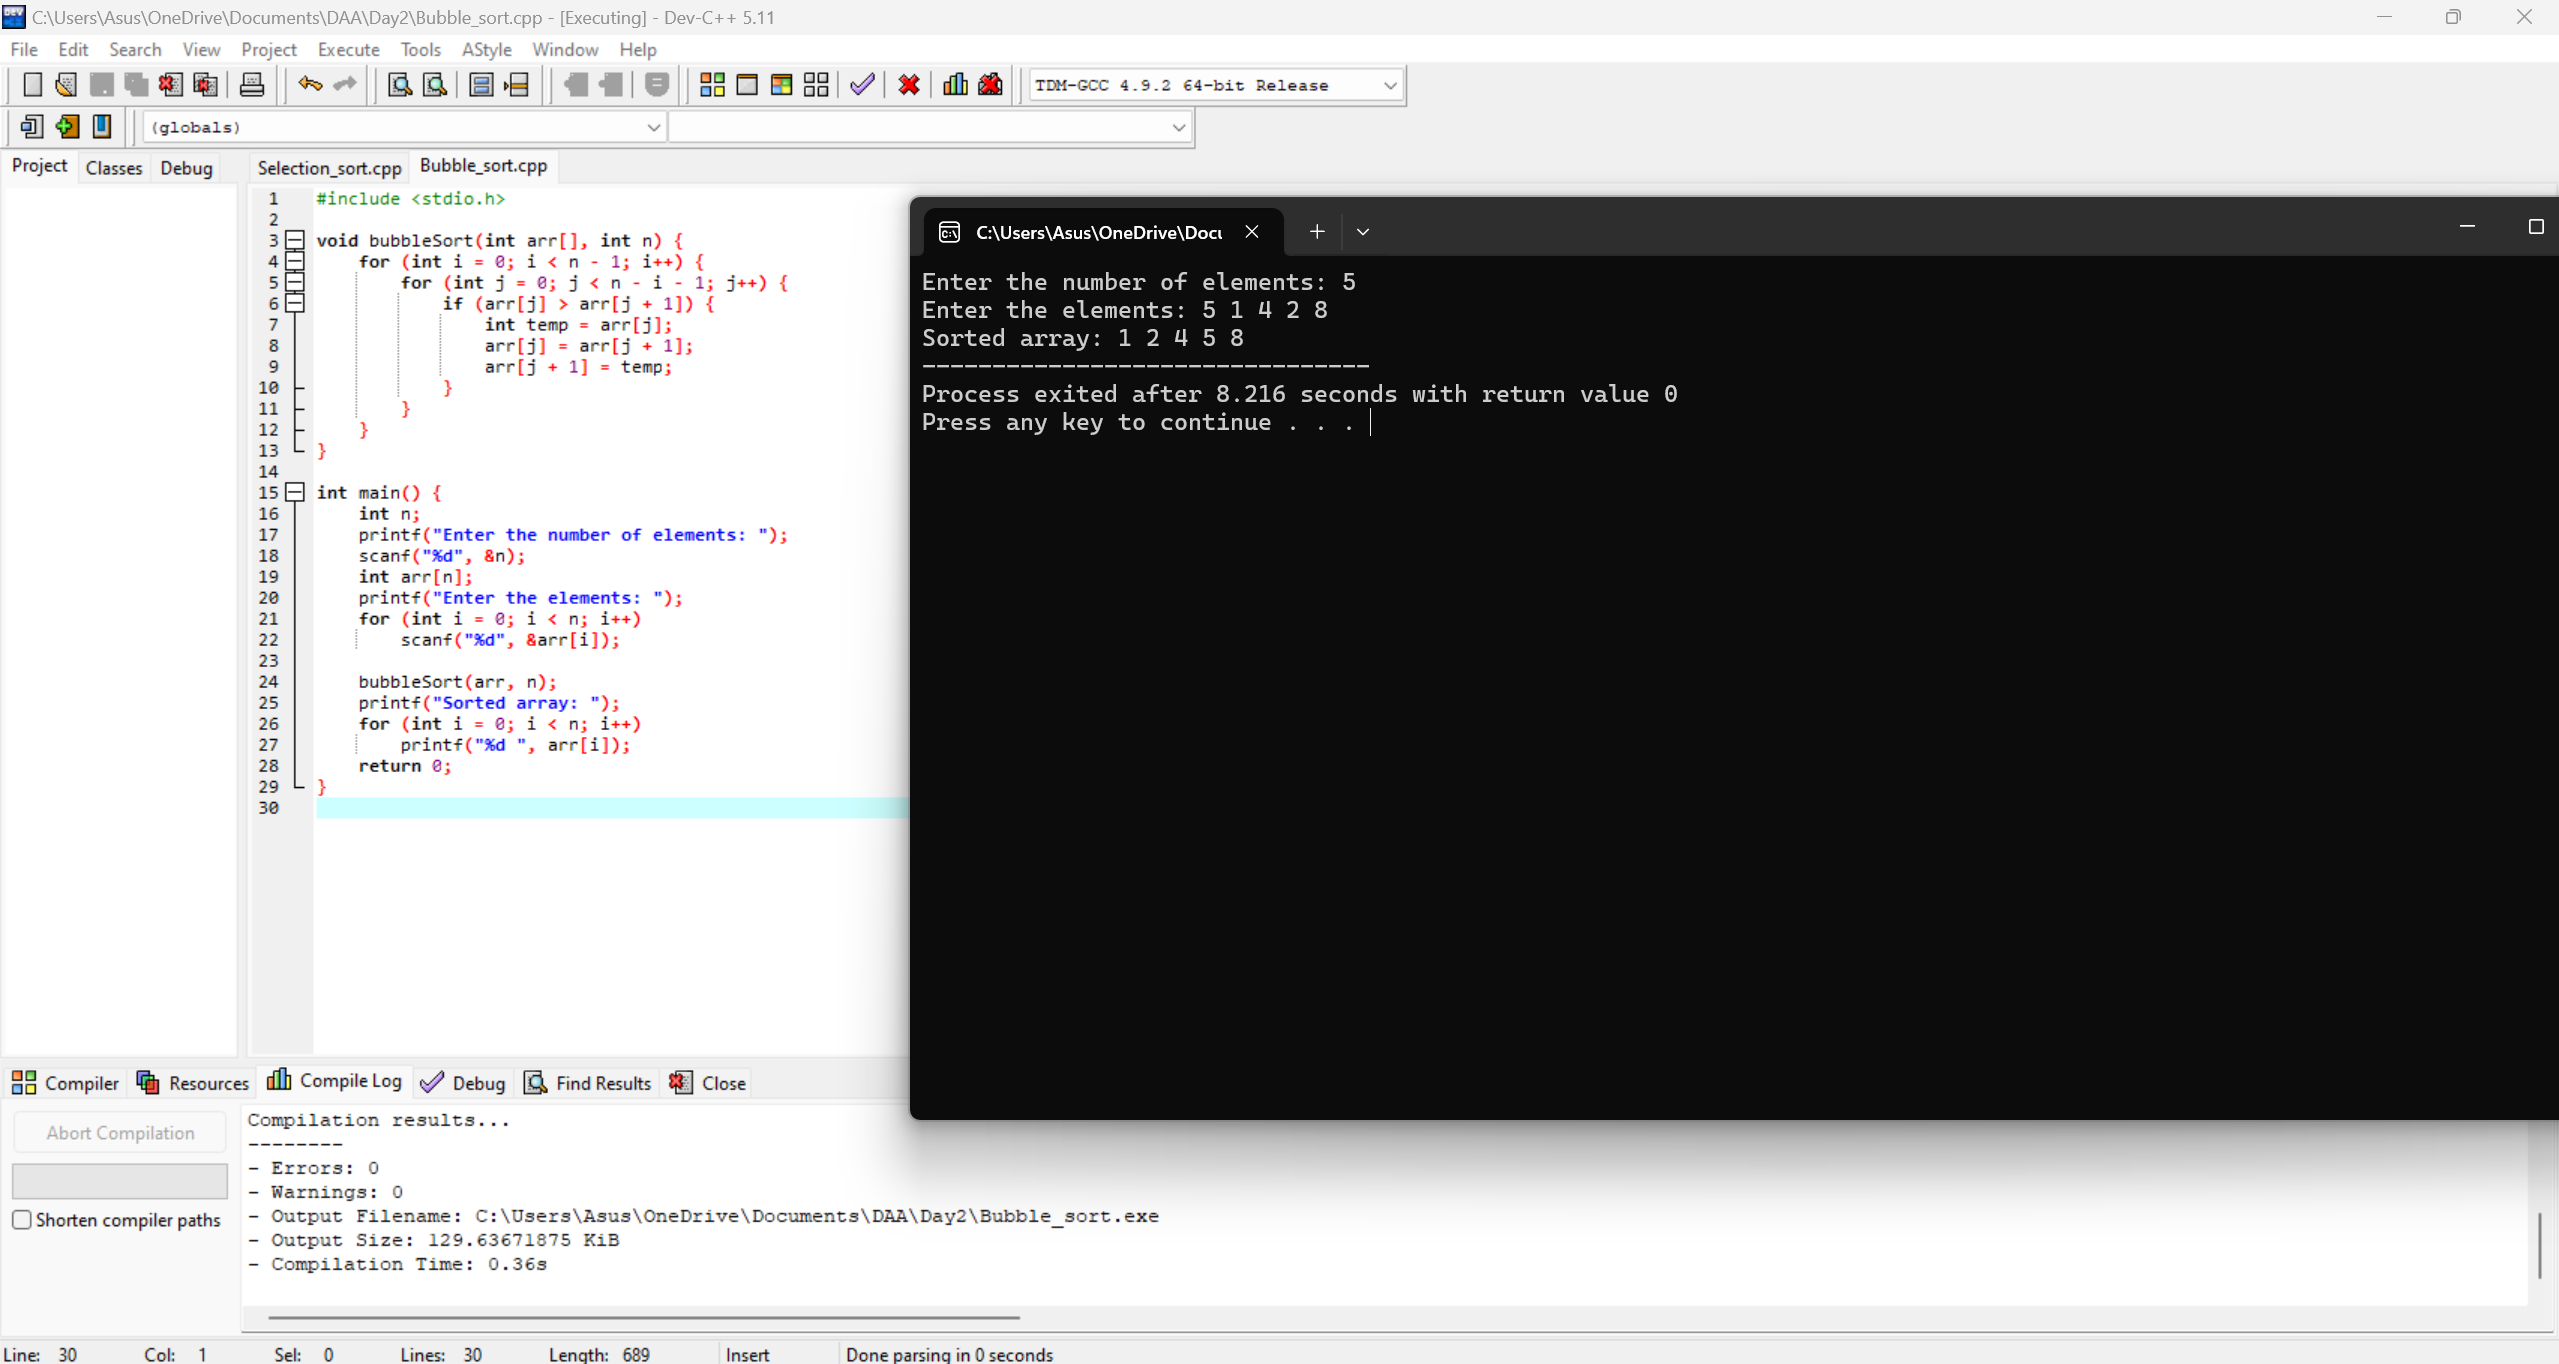 C:\Users\Asus\OneDrive\Documents\DAA\Day2\Bubble_sort.cpp - [Executing] - Dev-C++ 5.11
File Edit Search View Project Execute Tools AStyle Window Help
TDM-GCC 4.9.2 64-bit Release
(globals)
Project Classes Debug
Selection_sort.cpp Bubble_sort.cpp
1 #include <stdio.h>
2
3 void bubbleSort(int arr[], int n) {
4     for (int i = 0; i < n - 1; i++) {
5         for (int j = 0; j < n - i - 1; j++) {
6             if (arr[j] > arr[j + 1]) {
7                 int temp = arr[j];
8                 arr[j] = arr[j + 1];
9                 arr[j + 1] = temp;
10             }
11         }
12     }
13 }
14
15 int main() {
16     int n;
17     printf("Enter the number of elements: ");
18     scanf("%d", &n);
19     int arr[n];
20     printf("Enter the elements: ");
21     for (int i = 0; i < n; i++)
22         scanf("%d", &arr[i]);
23
24     bubbleSort(arr, n);
25     printf("Sorted array: ");
26     for (int i = 0; i < n; i++)
27         printf("%d ", arr[i]);
28     return 0;
29 }
30
C:\Users\Asus\OneDrive\Docu
Enter the number of elements: 5
Enter the elements: 5 1 4 2 8
Sorted array: 1 2 4 5 8
--------------------------------
Process exited after 8.216 seconds with return value 0
Press any key to continue . . .
Compiler Resources Compile Log Debug Find Results Close
Abort Compilation
Shorten compiler paths
Compilation results...
--------
- Errors: 0
- Warnings: 0
- Output Filename: C:\Users\Asus\OneDrive\Documents\DAA\Day2\Bubble_sort.exe
- Output Size: 129.63671875 KiB
- Compilation Time: 0.36s
Line: 30 Col: 1 Sel: 0 Lines: 30 Length: 689 Insert Done parsing in 0 seconds